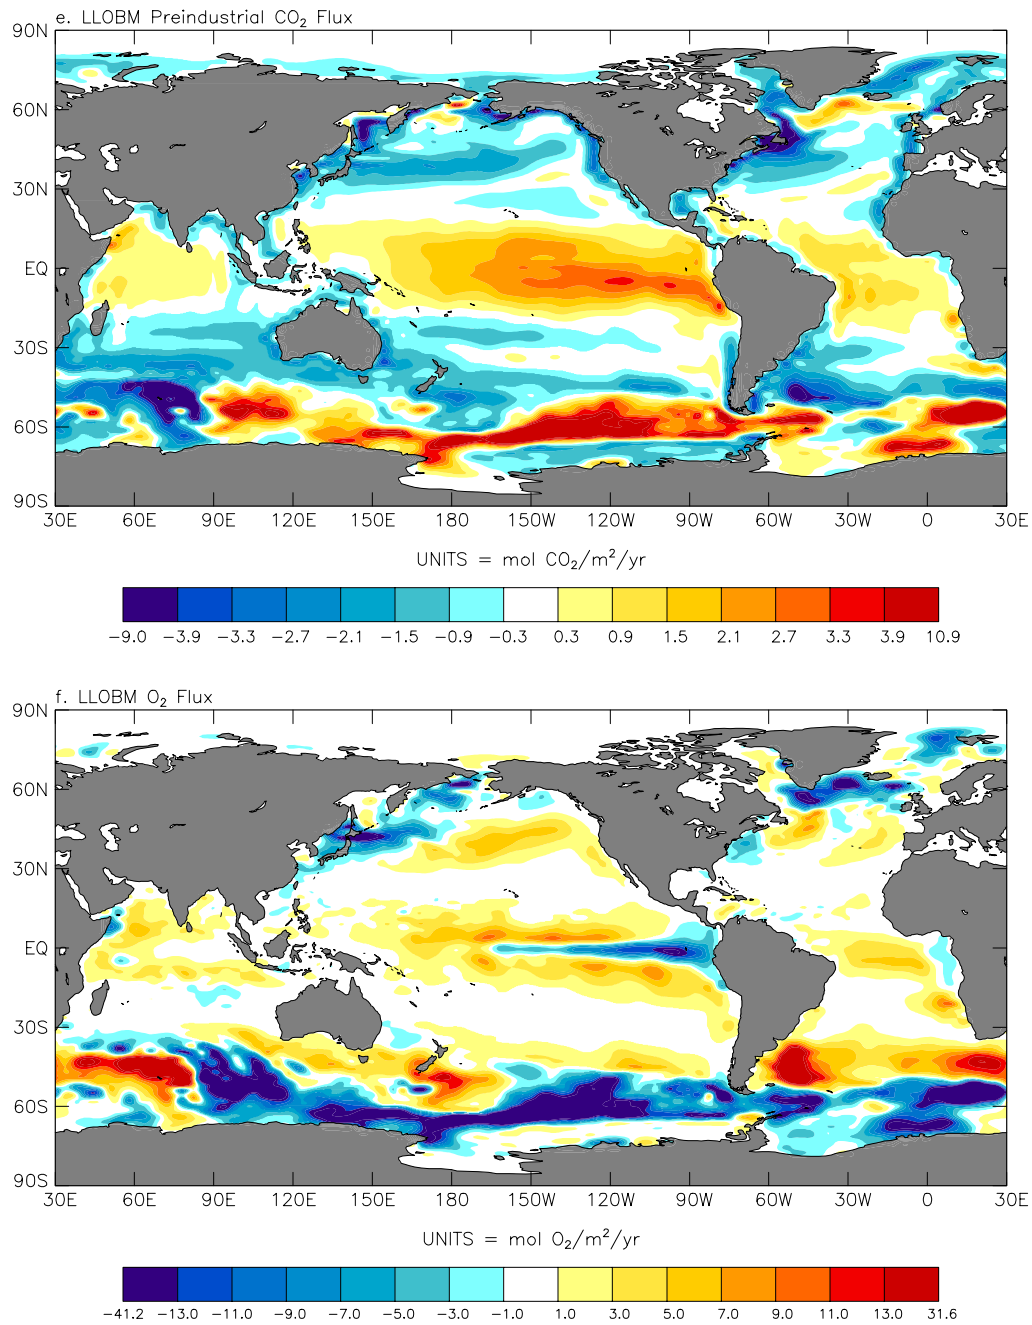 e. LLOBM Preindustrial CO₂ Flux
90N
60N
30N
EQ
30S
60S
90S
30E 60E 90E 120E 150E 180 150W 120W 90W 60W 30W 0 30E
UNITS = mol CO₂/m²/yr
−9.0 −3.9 −3.3 −2.7 −2.1 −1.5 −0.9 −0.3 0.3 0.9 1.5 2.1 2.7 3.3 3.9 10.9
f. LLOBM O₂ Flux
90N
60N
30N
EQ
30S
60S
90S
30E 60E 90E 120E 150E 180 150W 120W 90W 60W 30W 0 30E
UNITS = mol O₂/m²/yr
−41.2 −13.0 −11.0 −9.0 −7.0 −5.0 −3.0 −1.0 1.0 3.0 5.0 7.0 9.0 11.0 13.0 31.6